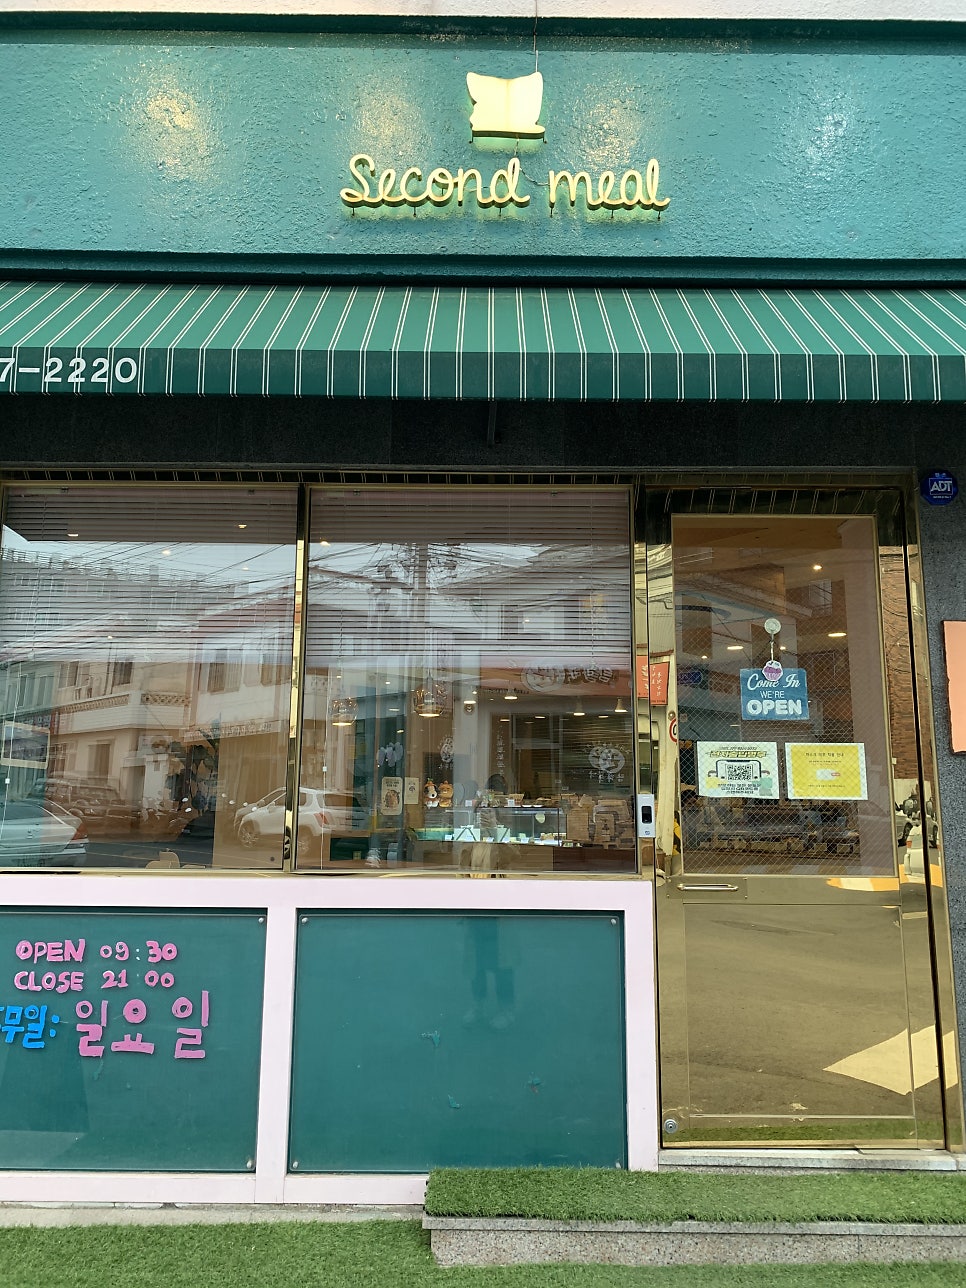 Second meal
7-2220
ADT
Come In
WE'RE
OPEN
OPEN 09:30
CLOSE 21:00
무일: 일요일